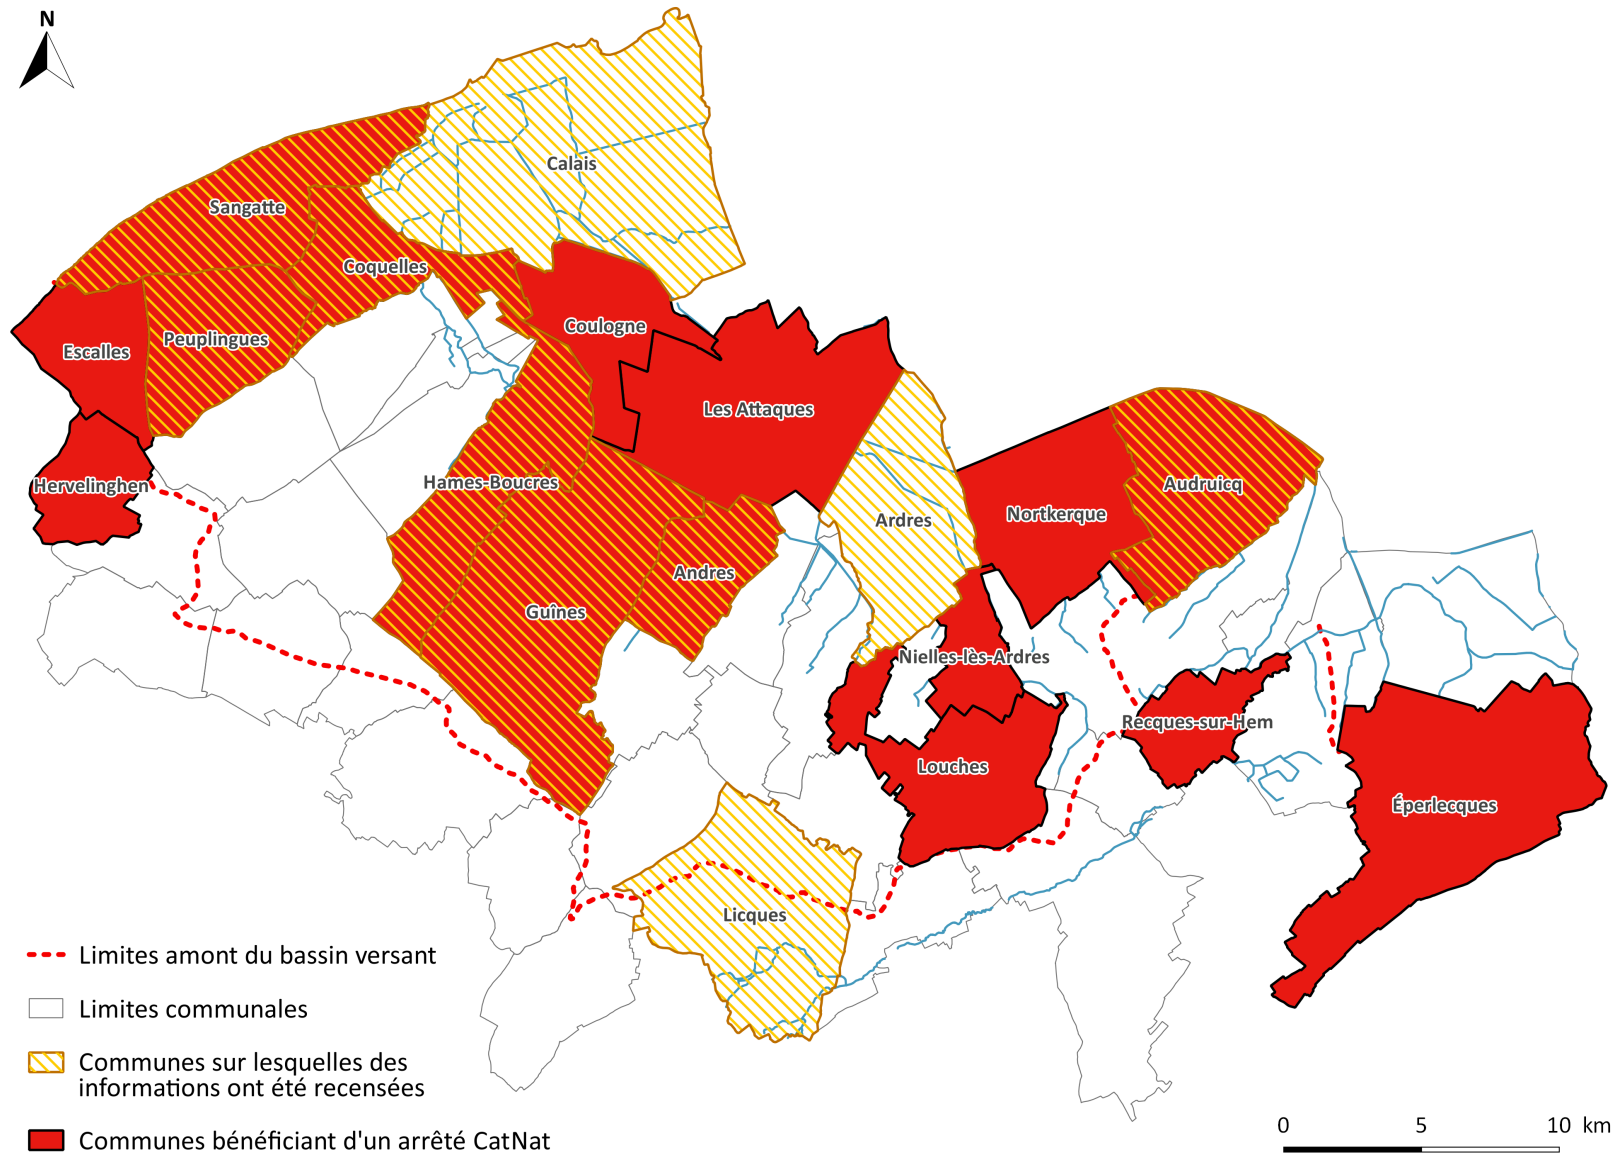 N
Calais
Sangatte
Coquelles
Coulogne
Peuplingues
Escalles
Les Attaques
Hervelinghen
Hames-Boucres
Audruicq
Nortkerque
Ardres
Andres
Guînes
Nielles-lès-Ardres
Recques-sur-Hem
Louches
Éperlecques
Licques
Limites amont du bassin versant
Limites communales
Communes sur lesquelles des
informations ont été recensées
Communes bénéficiant d'un arrêté CatNat
0 5 10 km